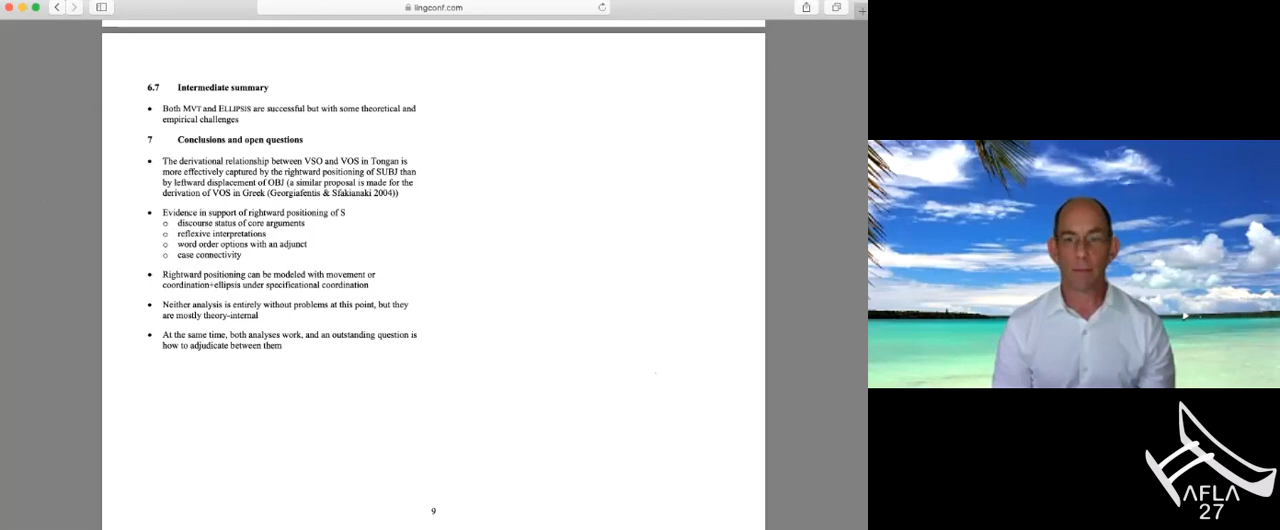 lingconf.com
6.7 Intermediate summary
• Both MVT and ELLIPSIS are successful but with some theoretical and
empirical challenges
7 Conclusions and open questions
• The derivational relationship between VSO and VOS in Tongan is
more effectively captured by the rightward positioning of SUBJ than
by leftward displacement of OBJ (a similar proposal is made for the
derivation of VOS in Greek (Georgiafentis & Sfakianaki 2004))
• Evidence in support of rightward positioning of S
o discourse status of core arguments
o reflexive interpretations
o word order options with an adjunct
o case connectivity
• Rightward positioning can be modeled with movement or
coordination+ellipsis under specificational coordination
• Neither analysis is entirely without problems at this point, but they
are mostly theory-internal
• At the same time, both analyses work, and an outstanding question is
how to adjudicate between them
9
AFLA
27